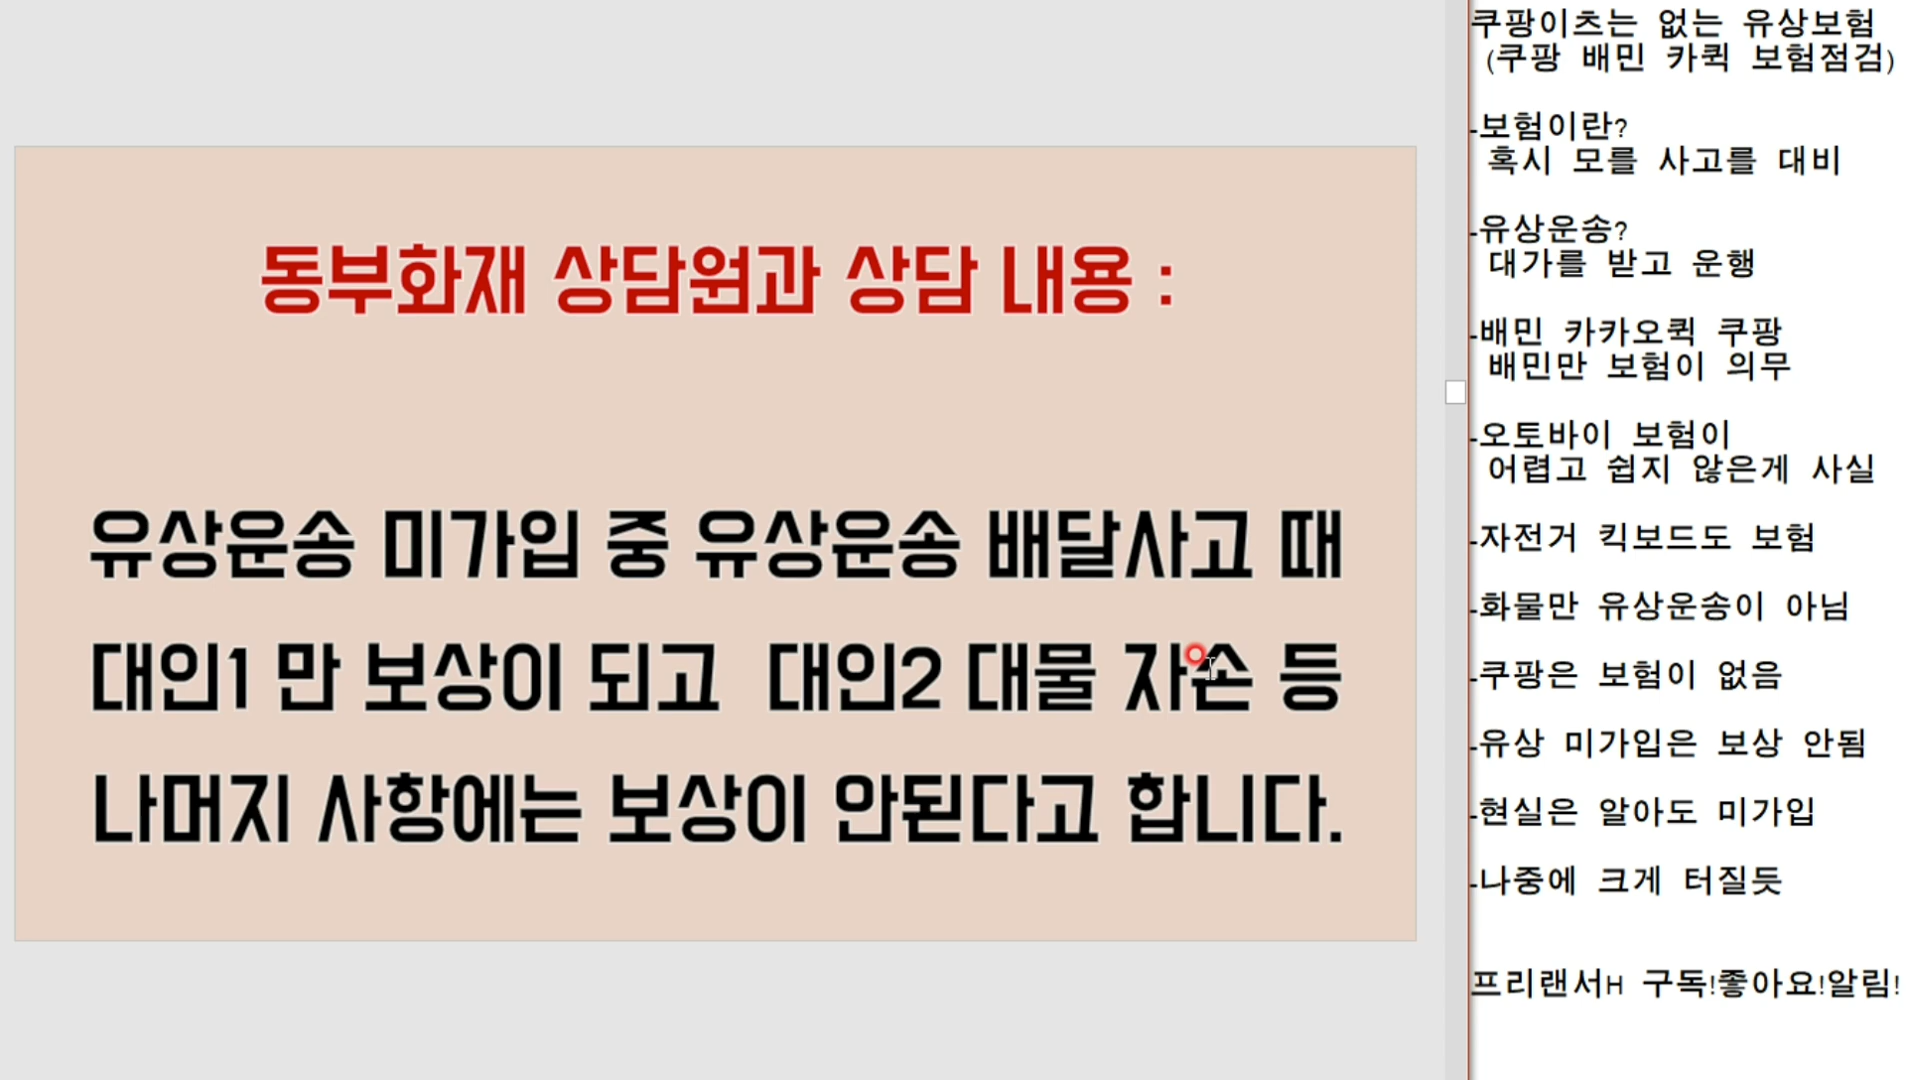 동부화재 상담원과 상담 내용 :
유상운송 미가입 중 유상운송 배달사고 때
대인1 만 보상이 되고 대인2 대물 자손 등
나머지 사항에는 보상이 안된다고 합니다.
쿠팡이츠는 없는 유상보험
(쿠팡 배민 카퀵 보험점검)
-보험이란?
혹시 모를 사고를 대비
-유상운송?
대가를 받고 운행
-배민 카카오퀵 쿠팡
배민만 보험이 의무
-오토바이 보험이
어렵고 쉽지 않은게 사실
-자전거 킥보드도 보험
-화물만 유상운송이 아님
-쿠팡은 보험이 없음
-유상 미가입은 보상 안됨
-현실은 알아도 미가입
-나중에 크게 터질듯
프리랜서H 구독!좋아요!알림!